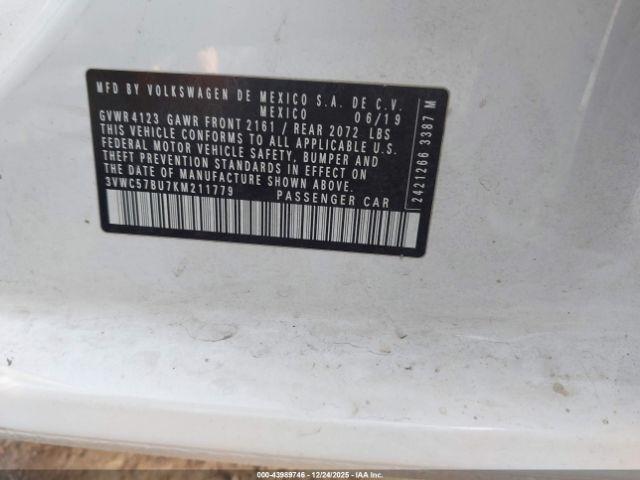 MFD BY VOLKSWAGEN DE MEXICO S.A. DE C.V.
MEXICO 06/19
GVWR 4123 GAWR FRONT 2161 / REAR 2072 LBS
THIS VEHICLE CONFORMS TO ALL APPLICABLE U.S.
FEDERAL MOTOR VEHICLE SAFETY, BUMPER AND
THEFT PREVENTION STANDARDS IN EFFECT ON
THE DATE OF MANUFACTURE SHOWN ABOVE.
3VWC57BU7KM211779 PASSENGER CAR
2421266 3387 M
000-43989746 - 12/24/2025 - IAAI.COM